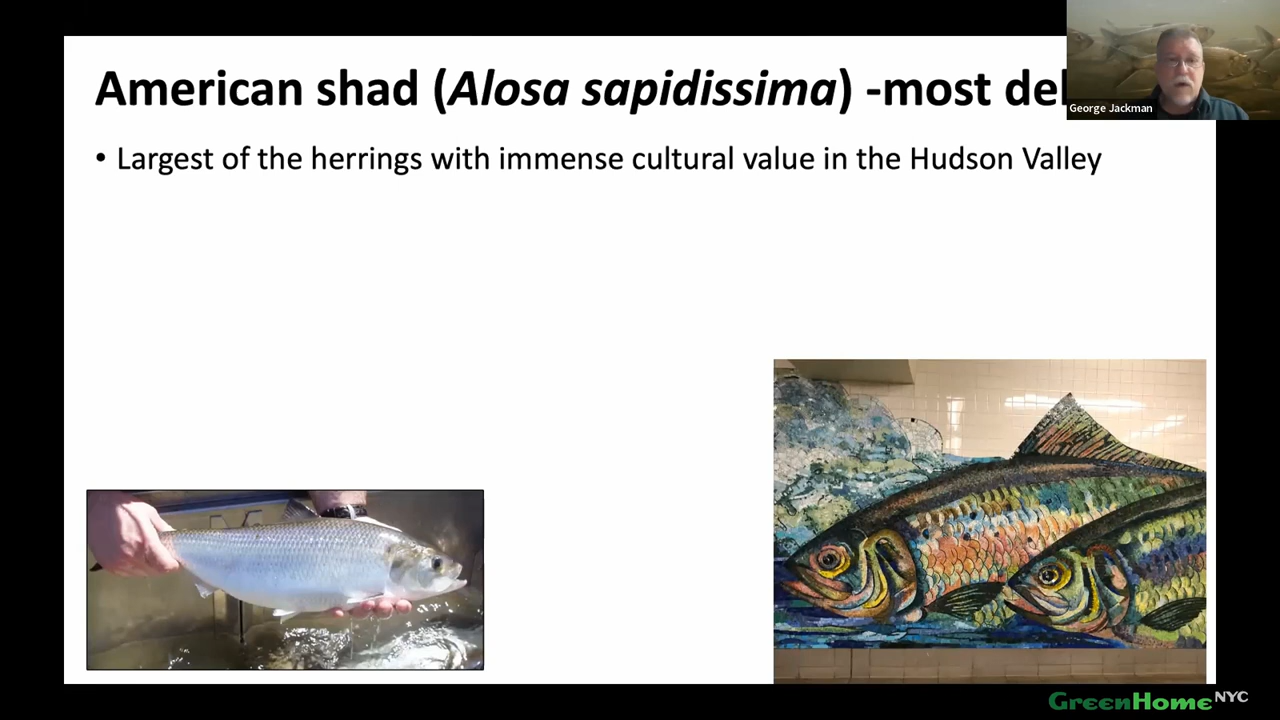 American shad (Alosa sapidissima) -most
George Jackman
• Largest of the herrings with immense cultural value in the Hudson Valley
GreenHomeNYC